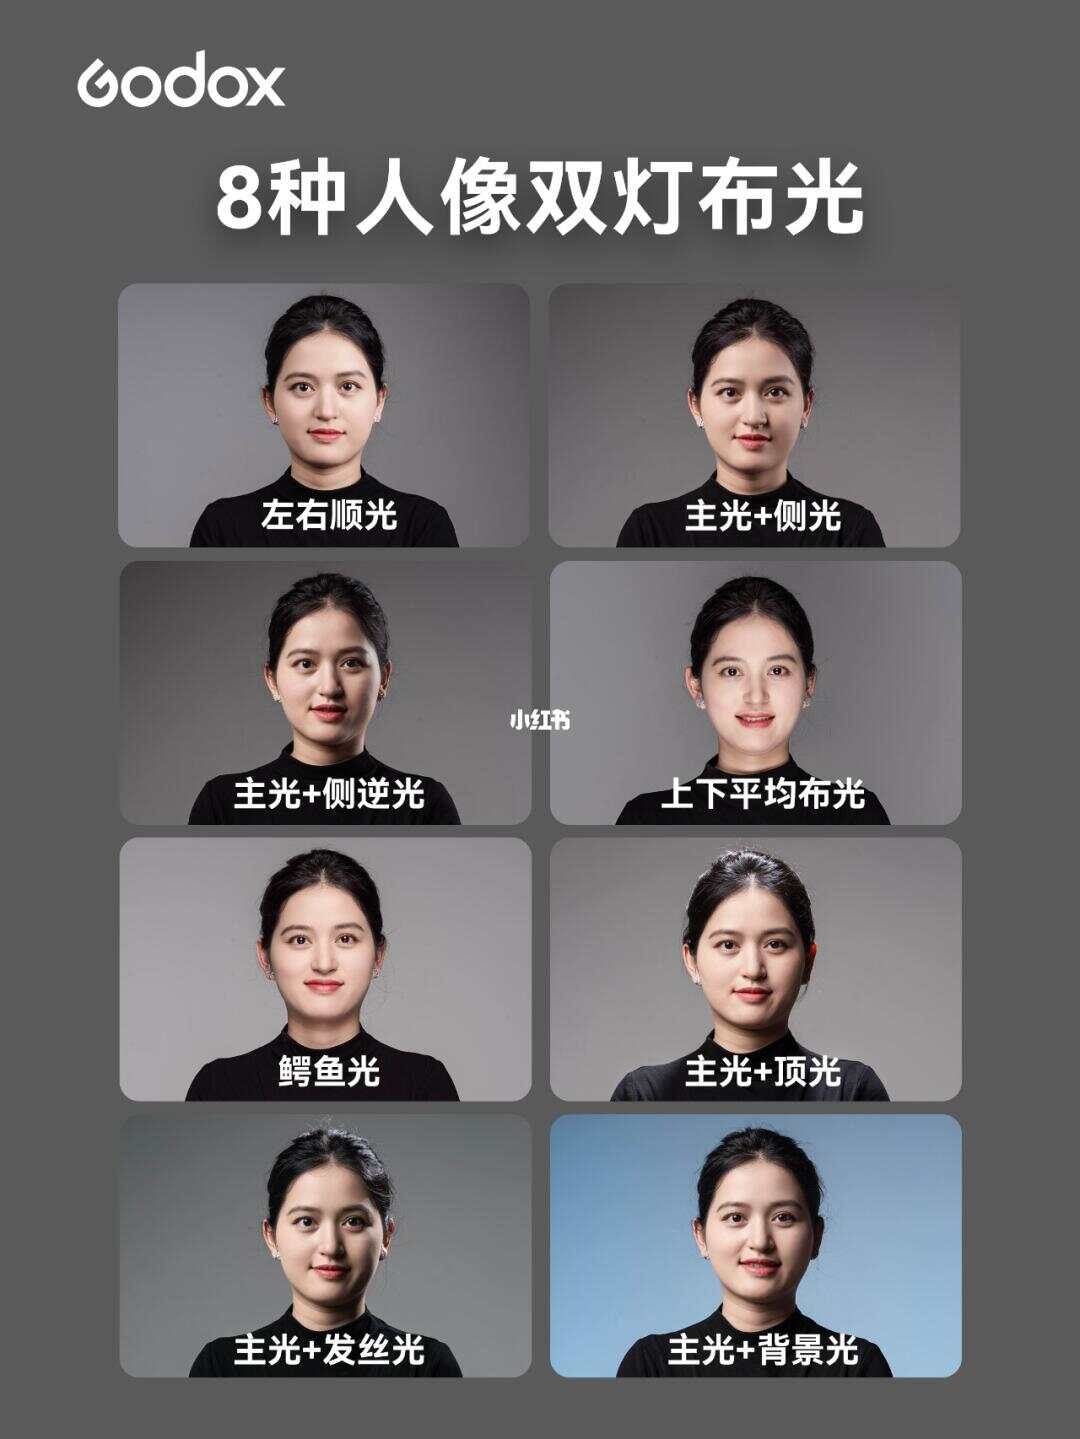 Godox
8种人像双灯布光
左右顺光
主光+侧光
主光+侧逆光
小红书
上下平均布光
鳄鱼光
主光+顶光
主光+发丝光
主光+背景光